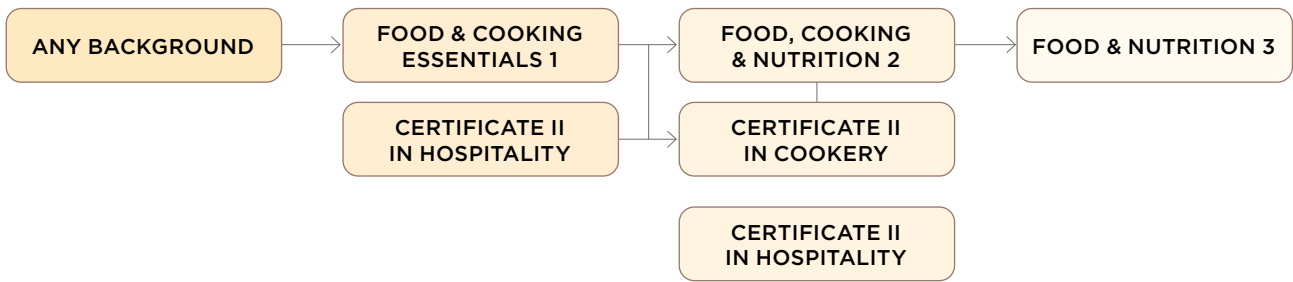 ANY BACKGROUND
FOOD & COOKING
ESSENTIALS 1
FOOD, COOKING
& NUTRITION 2
FOOD & NUTRITION 3
CERTIFICATE II
IN HOSPITALITY
CERTIFICATE II
IN COOKERY
CERTIFICATE II
IN HOSPITALITY